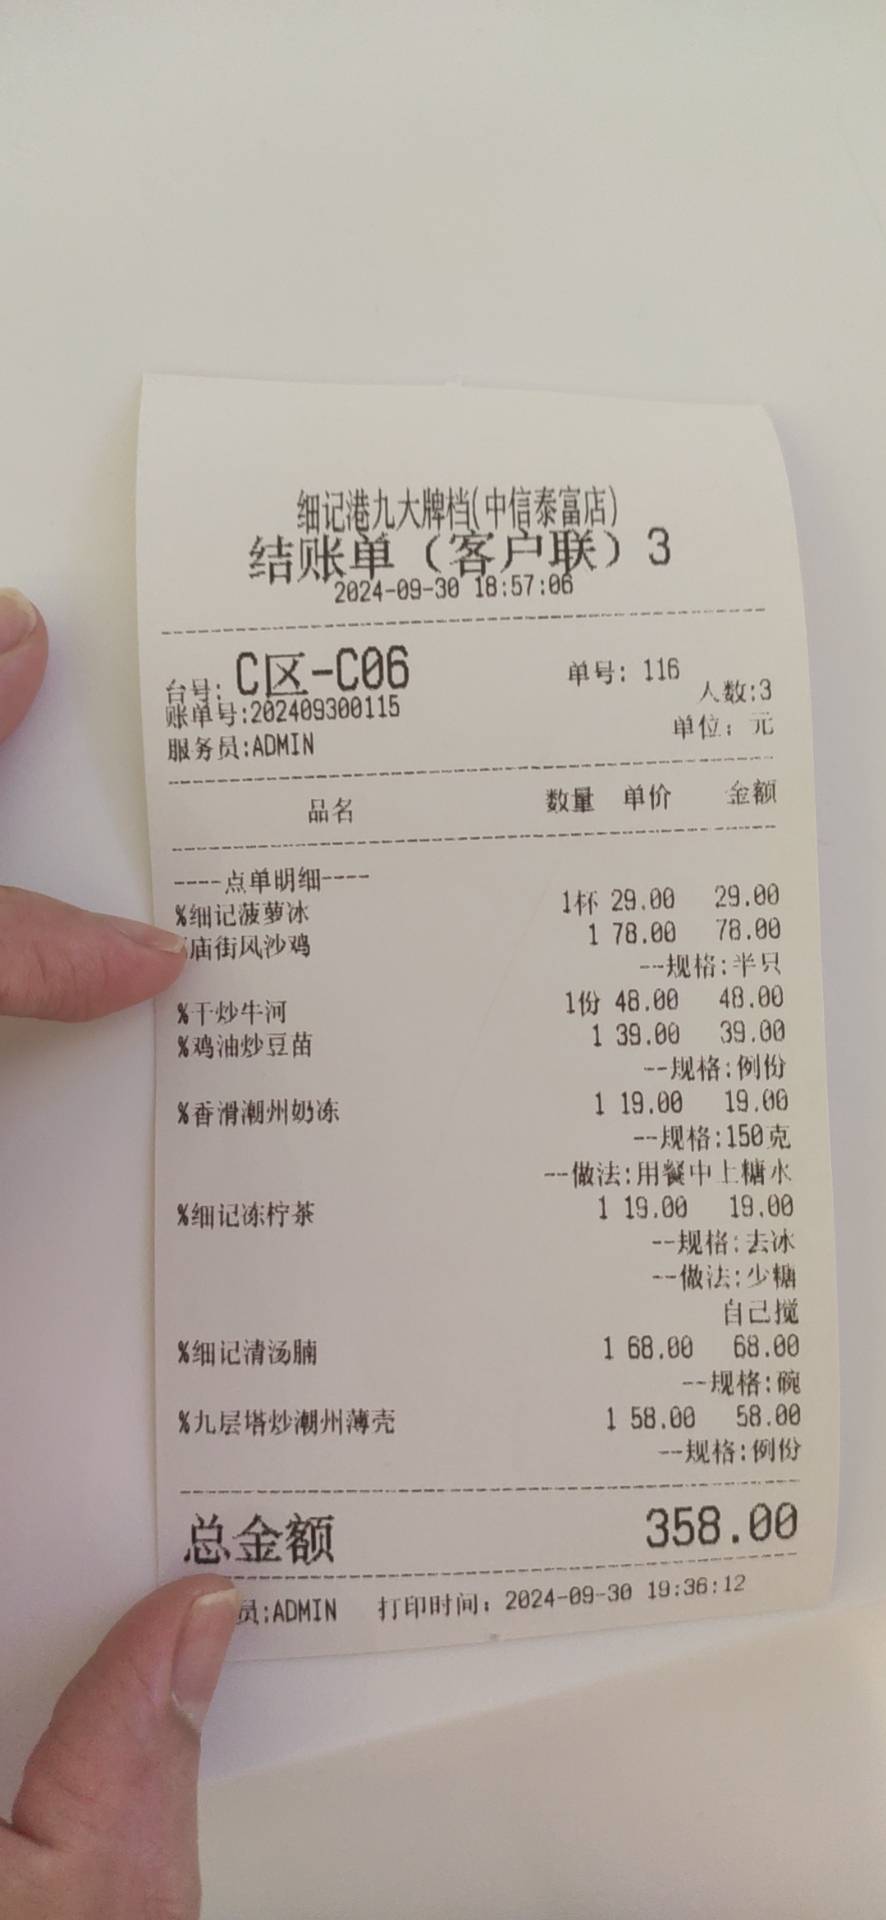 细记港九大牌档(中信泰富店)
结账单（客户联）3
2024-09-30 18:57:06
台号: C区-C06 单号: 116
人数:3
账单号:202409300115
单位: 元
服务员:ADMIN
品名 数量 单价 金额
----点单明细----
%细记菠萝冰 1杯 29.00 29.00
庙街风沙鸡 1 78.00 78.00
--规格:半只
%干炒牛河 1份 48.00 48.00
%鸡油炒豆苗 1 39.00 39.00
--规格:例份
%香滑潮州奶冻 1 19.00 19.00
--规格:150克
--做法:用餐中上糖水
%细记冻柠茶 1 19.00 19.00
--规格:去冰
--做法:少糖
自己搅
%细记清汤腩 1 68.00 68.00
--规格:碗
%九层塔炒潮州薄壳 1 58.00 58.00
--规格:例份
总金额 358.00
员:ADMIN 打印时间: 2024-09-30 19:36:12